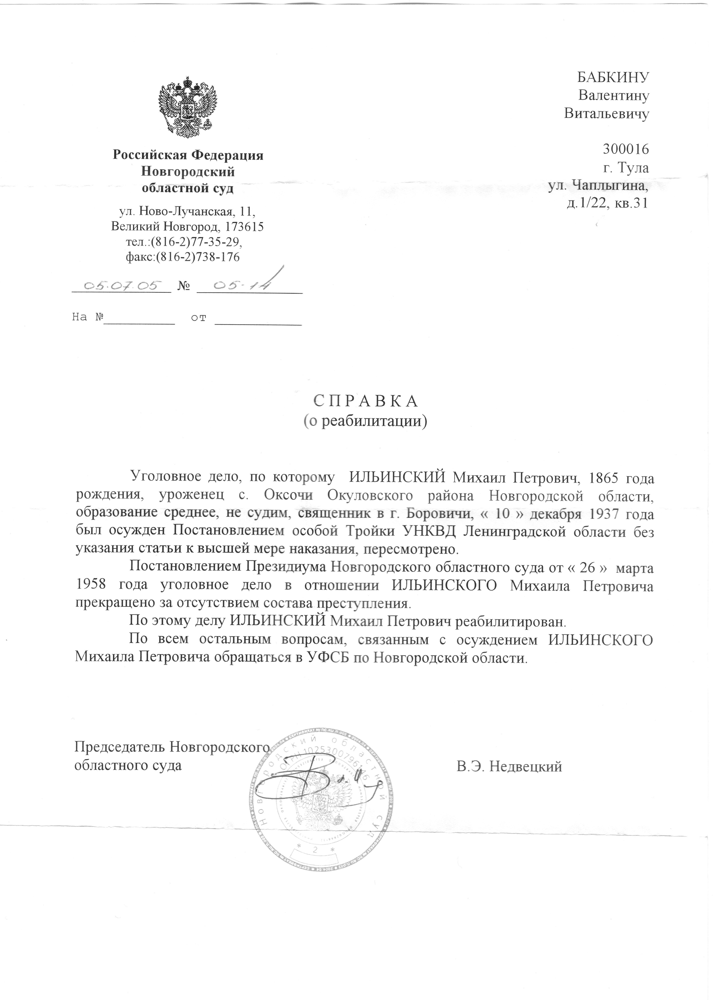 Российская Федерация
Новгородский
областной суд
ул. Ново-Лучанская, 11,
Великий Новгород, 173615
тел.:(816-2)77-35-29,
факс:(816-2)738-176
05.07.05 № 05-14
На № от
БАБКИНУ
Валентину
Витальевичу
300016
г. Тула
ул. Чаплыгина,
д.1/22, кв.31
СПРАВКА
(о реабилитации)
Уголовное дело, по которому ИЛЬИНСКИЙ Михаил Петрович, 1865 года
рождения, уроженец с. Оксочи Окуловского района Новгородской области,
образование среднее, не судим, священник в г. Боровичи, « 10 » декабря 1937 года
был осужден Постановлением особой Тройки УНКВД Ленинградской области без
указания статьи к высшей мере наказания, пересмотрено.
Постановлением Президиума Новгородского областного суда от « 26 » марта
1958 года уголовное дело в отношении ИЛЬИНСКОГО Михаила Петровича
прекращено за отсутствием состава преступления.
По этому делу ИЛЬИНСКИЙ Михаил Петрович реабилитирован.
По всем остальным вопросам, связанным с осуждением ИЛЬИНСКОГО
Михаила Петровича обращаться в УФСБ по Новгородской области.
Председатель Новгородского
областного суда
В.Э. Недвецкий
Новгородский областной суд
ОГРН 1025300796146
* 2 *